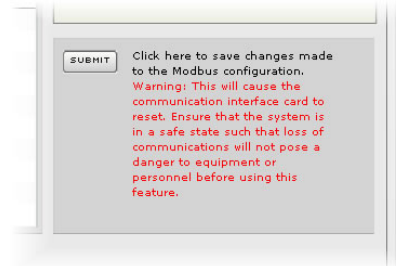 SUBMIT
Click here to save changes made
to the Modbus configuration.
Warning: This will cause the
communication interface card to
reset. Ensure that the system is
in a safe state such that loss of
communications will not pose a
danger to equipment or
personnel before using this
feature.